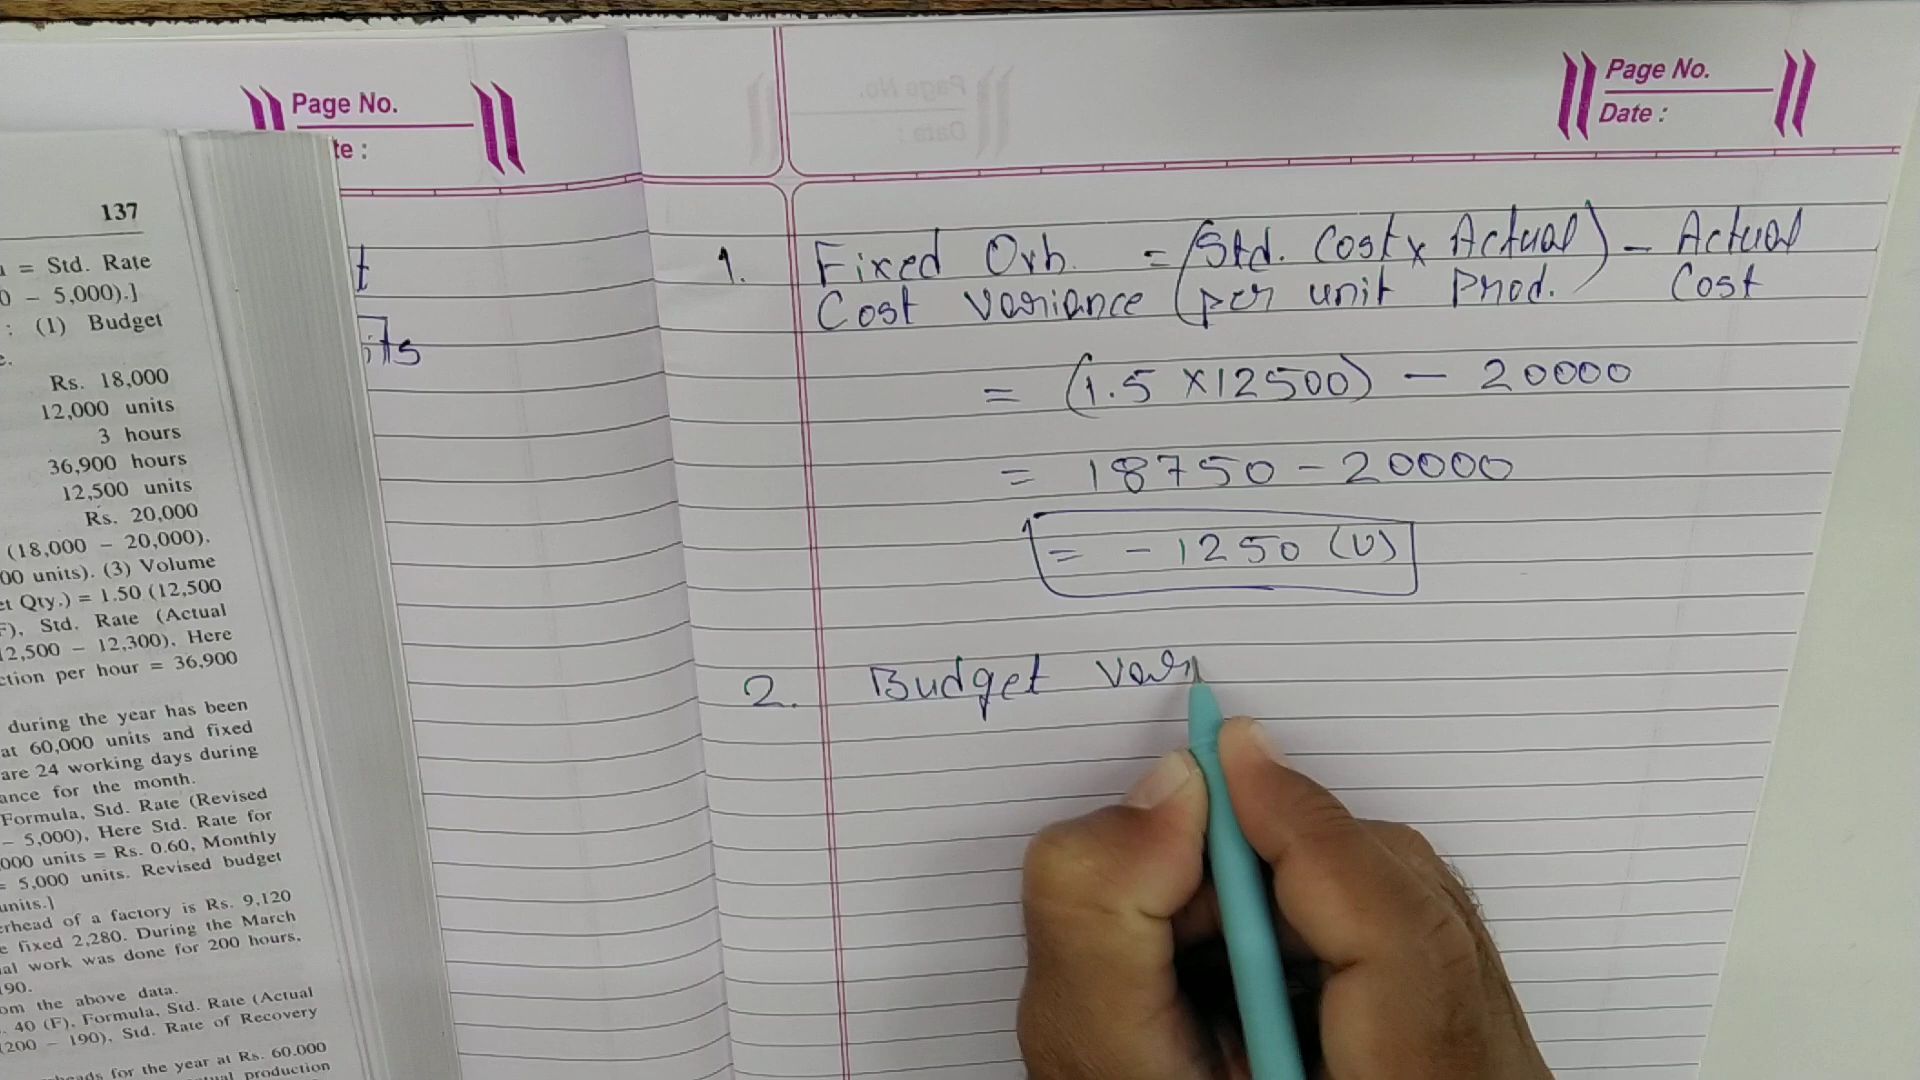 Page No.
te :
137
= Std. Rate
0 − 5,000).]
: (1) Budget
Rs. 18,000
12,000 units
3 hours
36,900 hours
12,500 units
Rs. 20,000
(18,000 − 20,000).
00 units). (3) Volume
et Qty.) = 1.50 (12,500
F), Std. Rate (Actual
12,500 − 12,300), Here
ction per hour = 36,900
during the year has been
at 60,000 units and fixed
are 24 working days during
ance for the month.
Formula, Std. Rate (Revised
− 5,000), Here Std. Rate for
000 units = Rs. 0.60, Monthly
= 5,000 units. Revised budget
units.]
erhead of a factory is Rs. 9,120
e fixed 2,280. During the March
al work was done for 200 hours,
190.
om the above data.
. 40 (F), Formula, Std. Rate (Actual
(200 − 190), Std. Rate of Recovery
heads for the year at Rs. 60,000
production
t
its
Page No.
Date :
1. Fixed Ovh. = (Std. Cost x Actual) − Actual
Cost Variance (per unit Prod.) Cost
= (1.5 x 12500) − 20000
= 18750 − 20000
= − 1250 (U)
2. Budget Vari